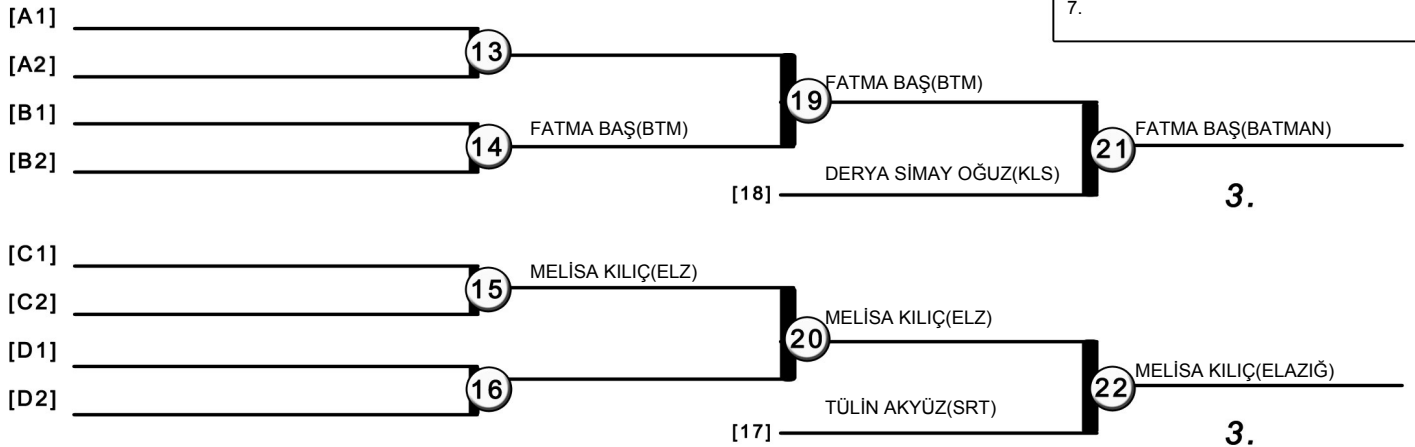 7.
[A1]
13
[A2]
19
FATMA BAŞ(BTM)
[B1]
14
FATMA BAŞ(BTM)
21
FATMA BAŞ(BATMAN)
[B2]
[18]
DERYA SİMAY OĞUZ(KLS)
3.
[C1]
15
MELİSA KILIÇ(ELZ)
[C2]
20
MELİSA KILIÇ(ELZ)
[D1]
16
22
MELİSA KILIÇ(ELAZIĞ)
[D2]
[17]
TÜLİN AKYÜZ(SRT)
3.